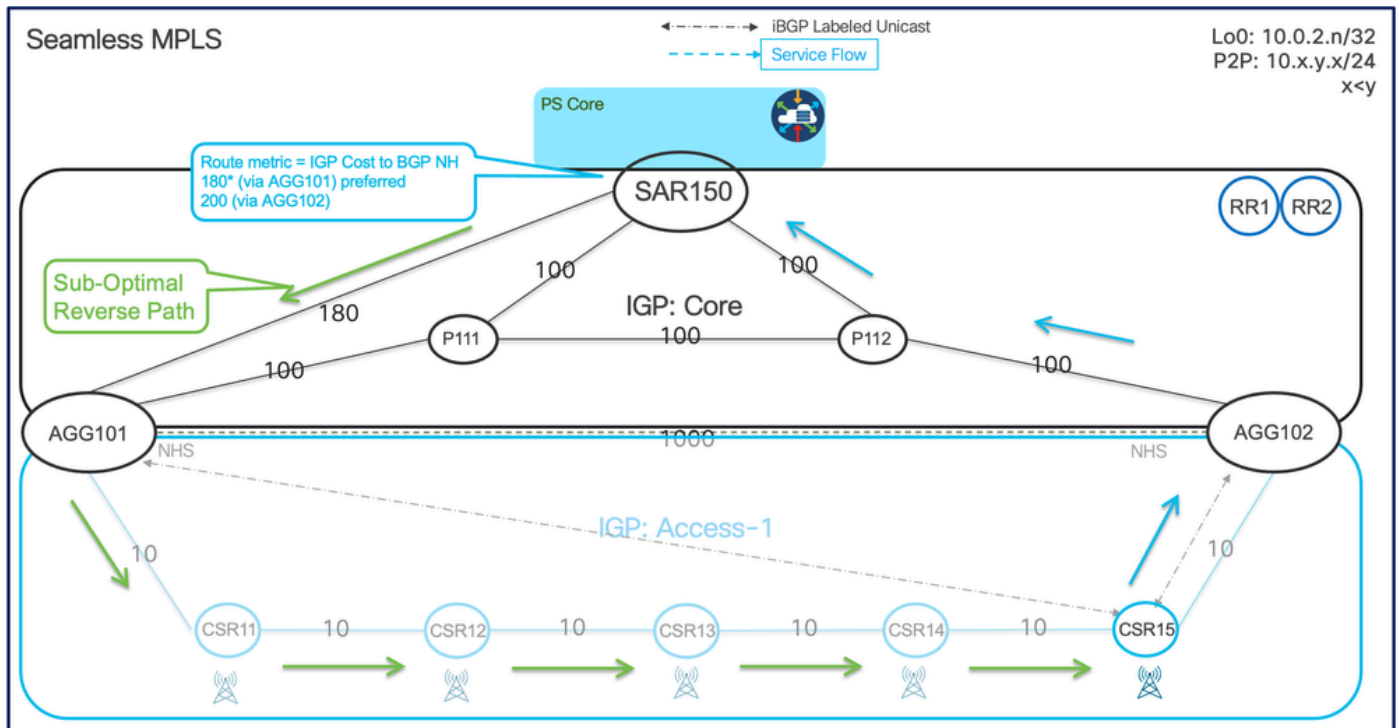 Seamless MPLS
iBGP Labeled Unicast
Service Flow
Lo0: 10.0.2.n/32
P2P: 10.x.y.x/24
x<y
PS Core
Route metric = IGP Cost to BGP NH
180* (via AGG101) preferred
200 (via AGG102)
SAR150
RR1
RR2
Sub-Optimal
Reverse Path
100
100
180
IGP: Core
P111
100
P112
100
100
AGG101
1000
AGG102
NHS
NHS
IGP: Access-1
10
10
CSR11
10
CSR12
10
CSR13
10
CSR14
10
CSR15